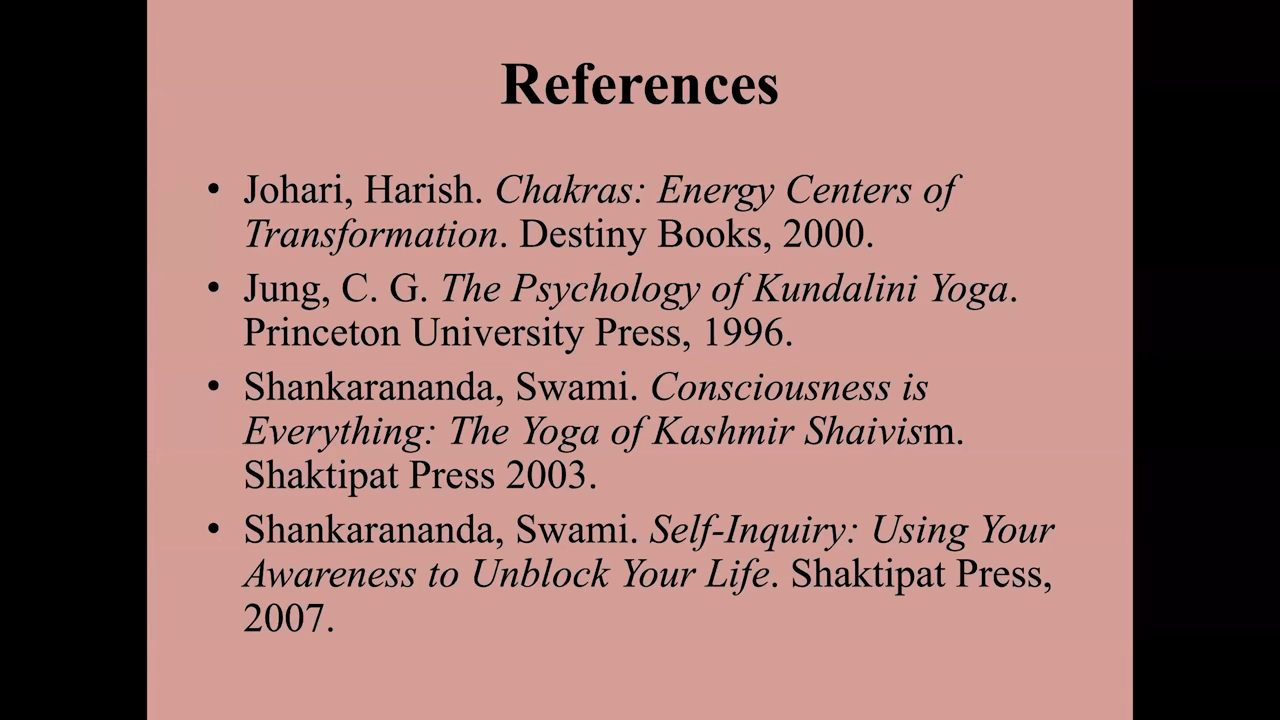 References
• Johari, Harish. Chakras: Energy Centers of
Transformation. Destiny Books, 2000.
• Jung, C. G. The Psychology of Kundalini Yoga.
Princeton University Press, 1996.
• Shankarananda, Swami. Consciousness is
Everything: The Yoga of Kashmir Shaivism.
Shaktipat Press 2003.
• Shankarananda, Swami. Self-Inquiry: Using Your
Awareness to Unblock Your Life. Shaktipat Press,
2007.